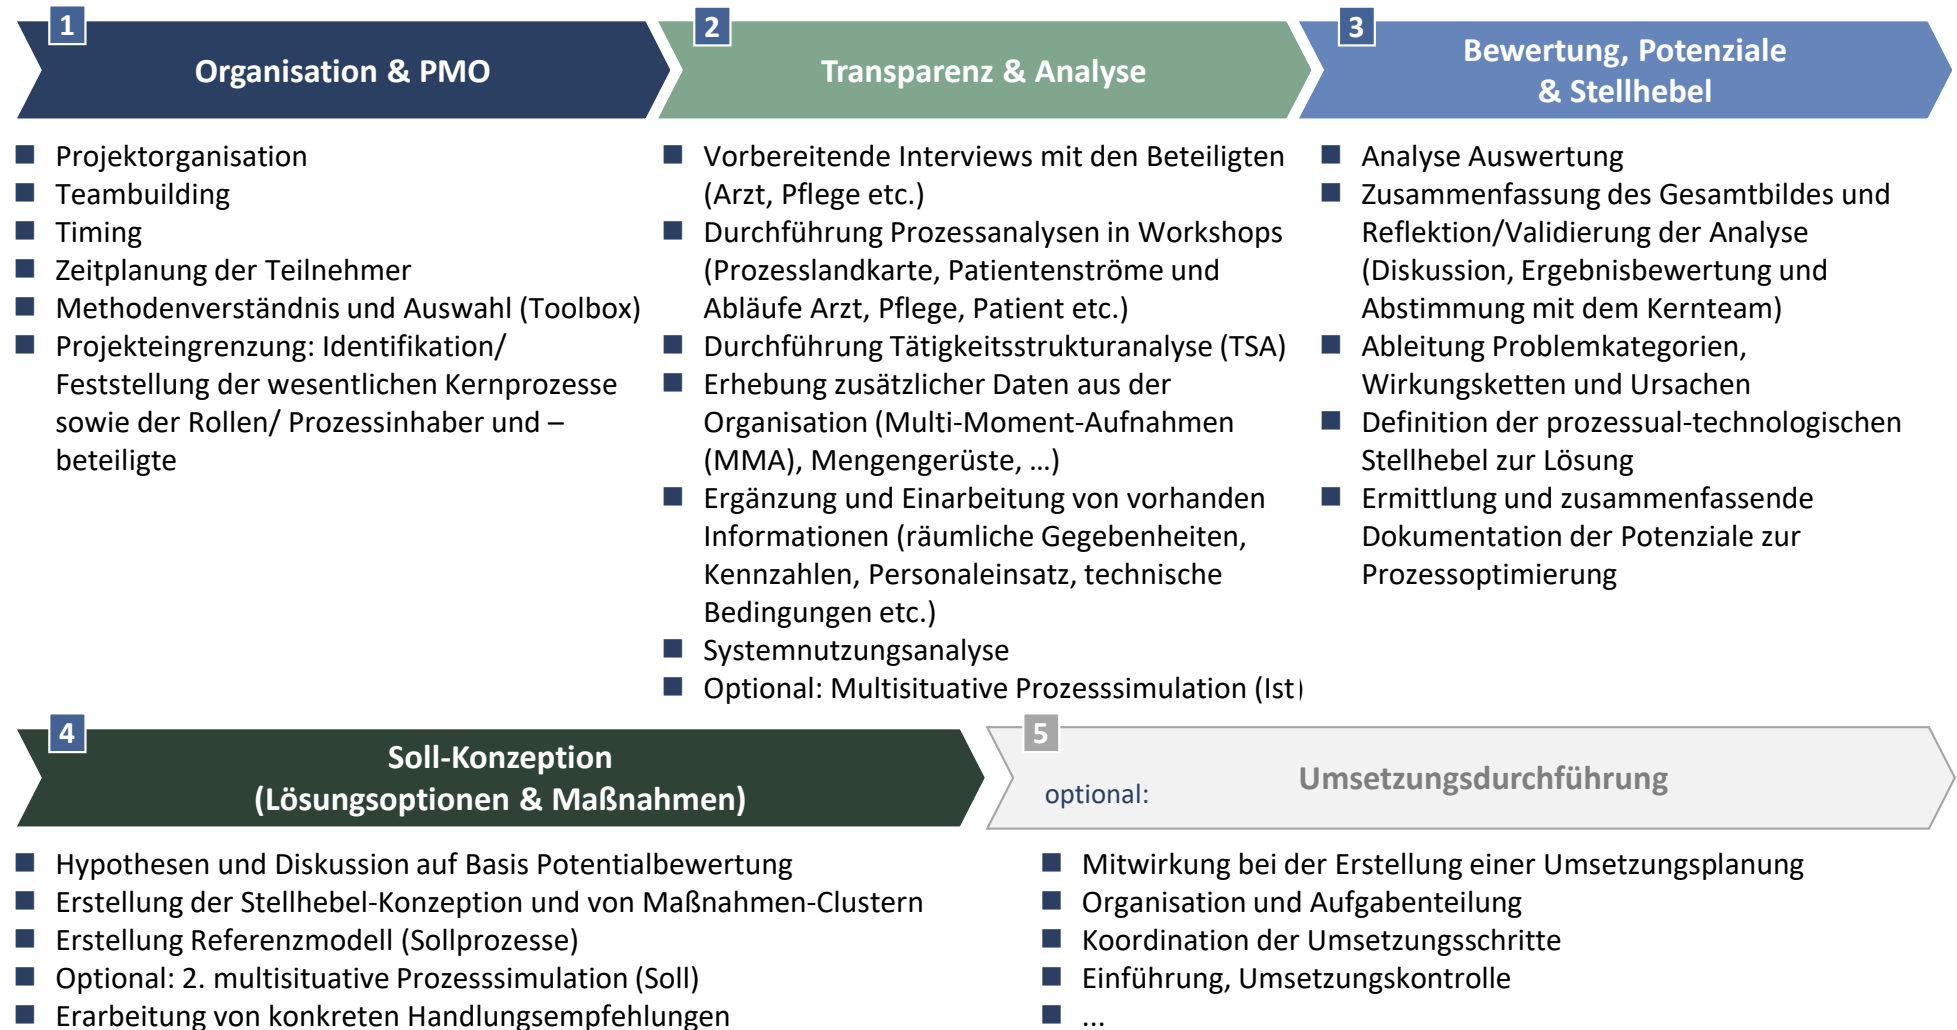 1
Organisation & PMO
Projektorganisation
Teambuilding
Timing
Zeitplanung der Teilnehmer
Methodenverständnis und Auswahl (Toolbox)
Projekteingrenzung: Identifikation/
Feststellung der wesentlichen Kernprozesse
sowie der Rollen/ Prozessinhaber und –
beteiligte
2
Transparenz & Analyse
Vorbereitende Interviews mit den Beteiligten
(Arzt, Pflege etc.)
Durchführung Prozessanalysen in Workshops
(Prozesslandkarte, Patientenströme und
Abläufe Arzt, Pflege, Patient etc.)
Durchführung Tätigkeitsstrukturanalyse (TSA)
Erhebung zusätzlicher Daten aus der
Organisation (Multi-Moment-Aufnahmen
(MMA), Mengengerüste, …)
Ergänzung und Einarbeitung von vorhanden
Informationen (räumliche Gegebenheiten,
Kennzahlen, Personaleinsatz, technische
Bedingungen etc.)
Systemnutzungsanalyse
Optional: Multisituative Prozesssimulation (Ist)
3
Bewertung, Potenziale
& Stellhebel
Analyse Auswertung
Zusammenfassung des Gesamtbildes und
Reflektion/Validierung der Analyse
(Diskussion, Ergebnisbewertung und
Abstimmung mit dem Kernteam)
Ableitung Problemkategorien,
Wirkungsketten und Ursachen
Definition der prozessual-technologischen
Stellhebel zur Lösung
Ermittlung und zusammenfassende
Dokumentation der Potenziale zur
Prozessoptimierung
4
Soll-Konzeption
(Lösungsoptionen & Maßnahmen)
Hypothesen und Diskussion auf Basis Potentialbewertung
Erstellung der Stellhebel-Konzeption und von Maßnahmen-Clustern
Erstellung Referenzmodell (Sollprozesse)
Optional: 2. multisituative Prozesssimulation (Soll)
Erarbeitung von konkreten Handlungsempfehlungen
5
optional:
Umsetzungsdurchführung
Mitwirkung bei der Erstellung einer Umsetzungsplanung
Organisation und Aufgabenteilung
Koordination der Umsetzungsschritte
Einführung, Umsetzungskontrolle
...